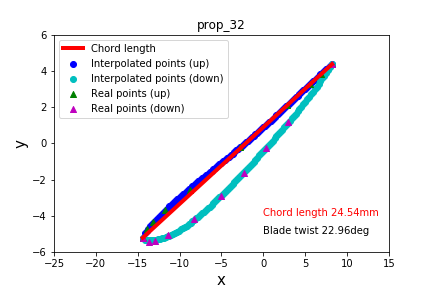 prop_32
Chord length
Interpolated points (up)
Interpolated points (down)
Real points (up)
Real points (down)
6
4
2
0
−2
−4
−6
y
Chord length 24.54mm
Blade twist 22.96deg
−25
−20
−15
−10
−5
0
5
10
15
x